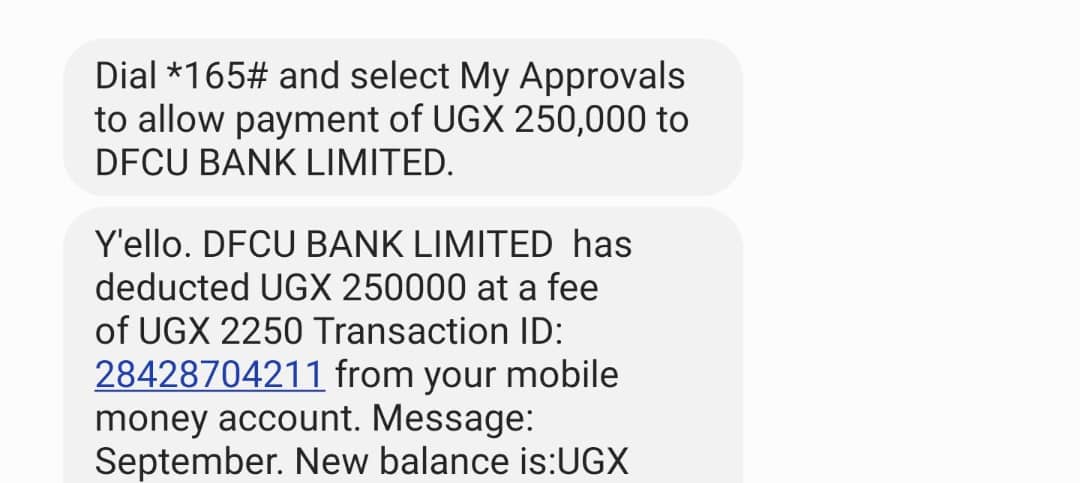 Dial *165# and select My Approvals
to allow payment of UGX 250,000 to
DFCU BANK LIMITED.
Y'ello. DFCU BANK LIMITED  has
deducted UGX 250000 at a fee
of UGX 2250 Transaction ID:
28428704211 from your mobile
money account. Message:
September. New balance is:UGX